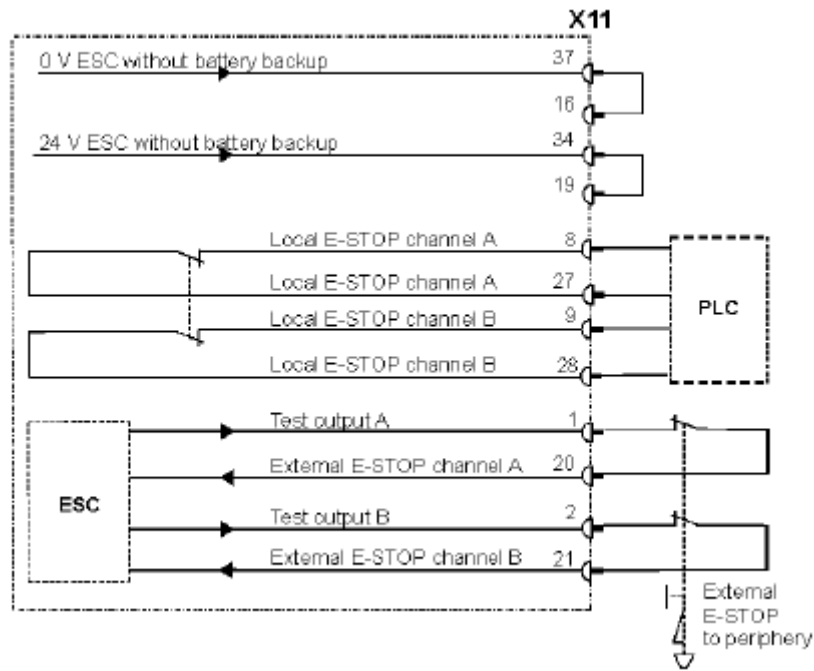 X11
0 V ESC without battery backup 37
16
24 V ESC without battery backup 34
19
Local E-STOP channel A 8
Local E-STOP channel A 27
Local E-STOP channel B 9
Local E-STOP channel B 28
PLC
Test output A 1
External E-STOP channel A 20
ESC
Test output B 2
External E-STOP channel B 21
External
E-STOP
to periphery